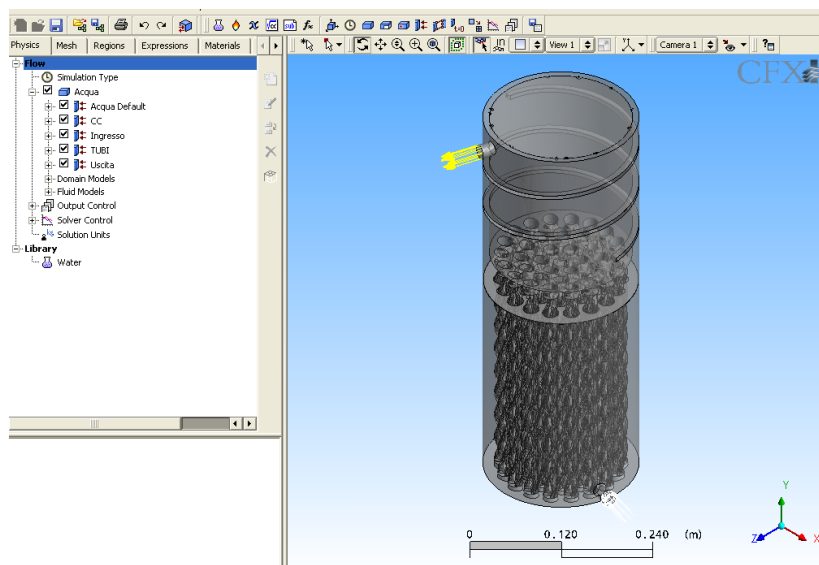 View 1
Camera 1
Physics
Mesh
Regions
Expressions
Materials
CFX
Flow
Simulation Type
Acqua
Acqua Default
CC
Ingresso
TUBI
Uscita
Domain Models
Fluid Models
Output Control
Solver Control
Solution Units
Library
Water
0 0.120 0.240 (m)
Y
Z
X